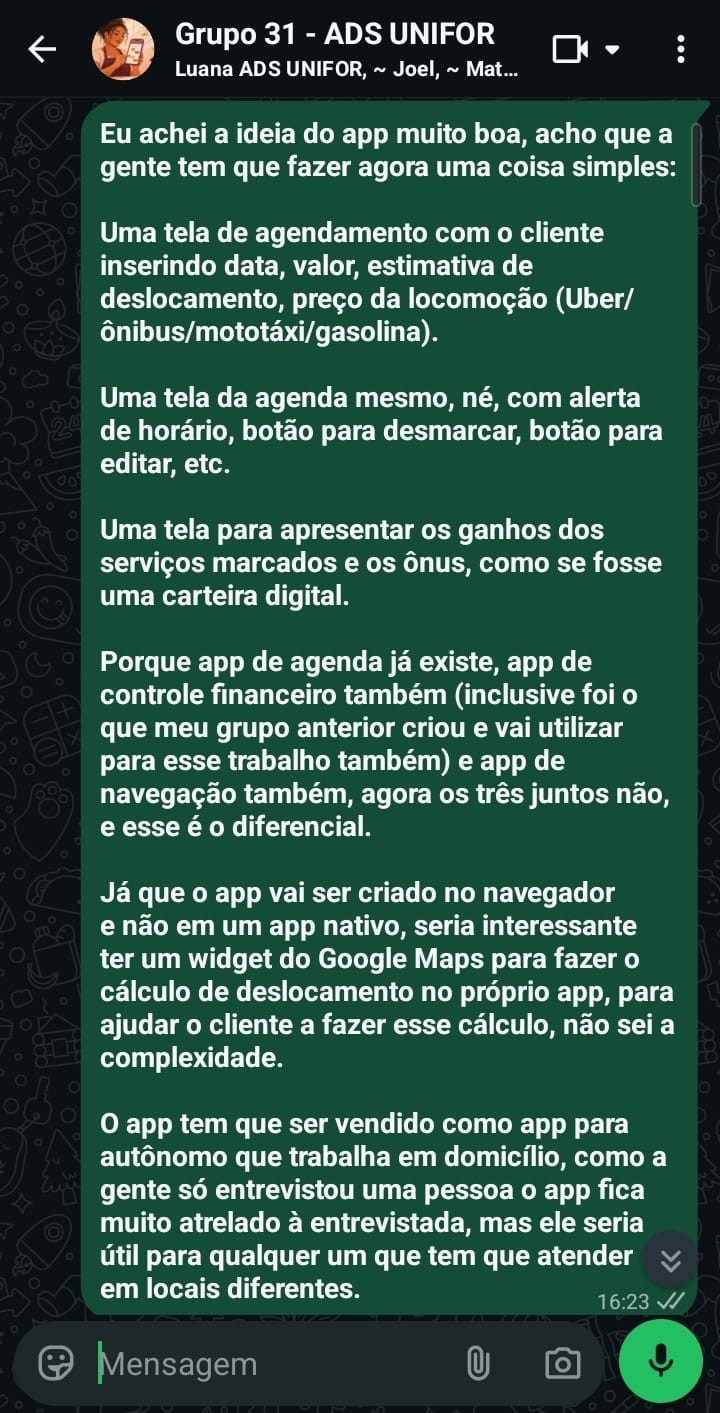 Grupo 31 - ADS UNIFOR
Luana ADS UNIFOR, ~ Joel, ~ Mat...
Eu achei a ideia do app muito boa, acho que a
gente tem que fazer agora uma coisa simples:
Uma tela de agendamento com o cliente
inserindo data, valor, estimativa de
deslocamento, preço da locomoção (Uber/
ônibus/mototáxi/gasolina).
Uma tela da agenda mesmo, né, com alerta
de horário, botão para desmarcar, botão para
editar, etc.
Uma tela para apresentar os ganhos dos
serviços marcados e os ônus, como se fosse
uma carteira digital.
Porque app de agenda já existe, app de
controle financeiro também (inclusive foi o
que meu grupo anterior criou e vai utilizar
para esse trabalho também) e app de
navegação também, agora os três juntos não,
e esse é o diferencial.
Já que o app vai ser criado no navegador
e não em um app nativo, seria interessante
ter um widget do Google Maps para fazer o
cálculo de deslocamento no próprio app, para
ajudar o cliente a fazer esse cálculo, não sei a
complexidade.
O app tem que ser vendido como app para
autônomo que trabalha em domicílio, como a
gente só entrevistou uma pessoa o app fica
muito atrelado à entrevistada, mas ele seria
útil para qualquer um que tem que atender
em locais diferentes.
16:23
Mensagem